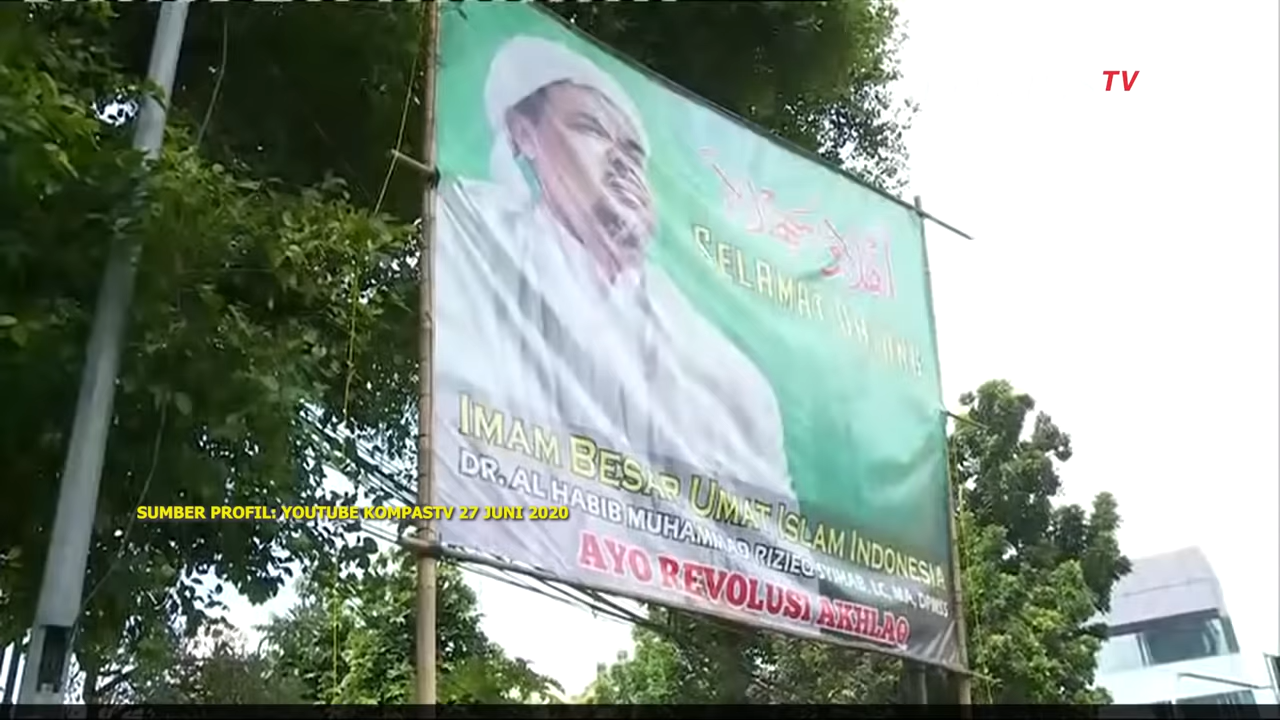 TV
أهلا وسهلا
SELAMAT
IMAM BESAR UMAT ISLAM INDONESIA
DR. AL HABIB MUHAMMAD RIZIEQ SYIHAB, LC, MA, DPMSS
AYO REVOLUSI AKHLAQ
SUMBER PROFIL: YOUTUBE KOMPASTV 27 JUNI 2020